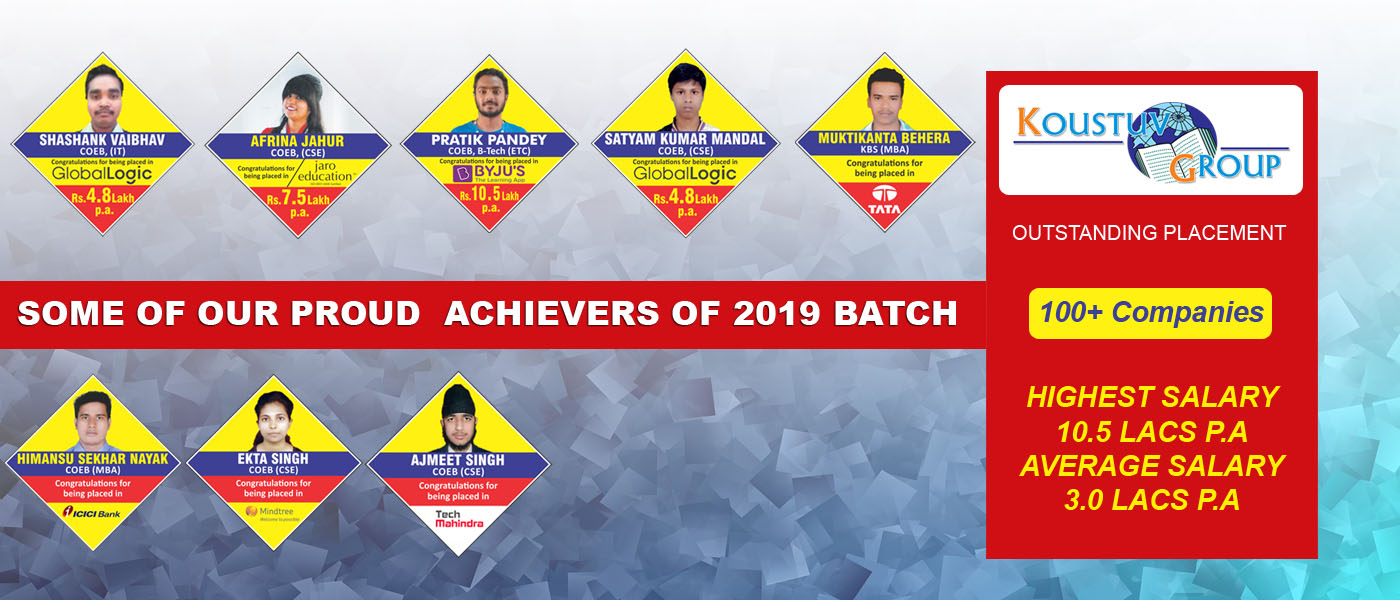 SHASHANK VAIBHAV
COEB, (IT)
Congratulations for being placed in
GlobalLogic
Rs.4.8Lakh
p.a.
AFRINA JAHUR
COEB, (CSE)
Congratulations for
being placed in
jaro
education™
Rs.7.5Lakh
p.a.
PRATIK PANDEY
COEB, B-Tech (ETC)
Congratulations for being placed in
BYJU'S
The Learning App
Rs.10.5Lakh
p.a.
SATYAM KUMAR MANDAL
COEB, (CSE)
Congratulations for being placed in
GlobalLogic
Rs.4.8Lakh
p.a.
MUKTIKANTA BEHERA
KBS (MBA)
Congratulations for
being placed in
TATA
KOUSTUV
GROUP
OUTSTANDING PLACEMENT
100+ Companies
HIGHEST SALARY
10.5 LACS P.A
AVERAGE SALARY
3.0 LACS P.A
SOME OF OUR PROUD ACHIEVERS OF 2019 BATCH
HIMANSU SEKHAR NAYAK
COEB (MBA)
Congratulations for
being placed in
ICICI Bank
EKTA SINGH
COEB (CSE)
Congratulations for
being placed in
Mindtree
Welcome to possible
AJMEET SINGH
COEB (CSE)
Congratulations for
being placed in
Tech
Mahindra